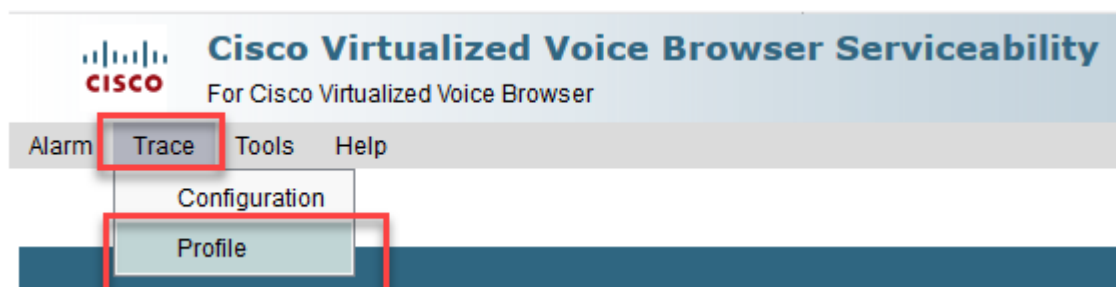 Cisco Virtualized Voice Browser Serviceability
CISCO
For Cisco Virtualized Voice Browser
Alarm Trace Tools Help
Configuration
Profile